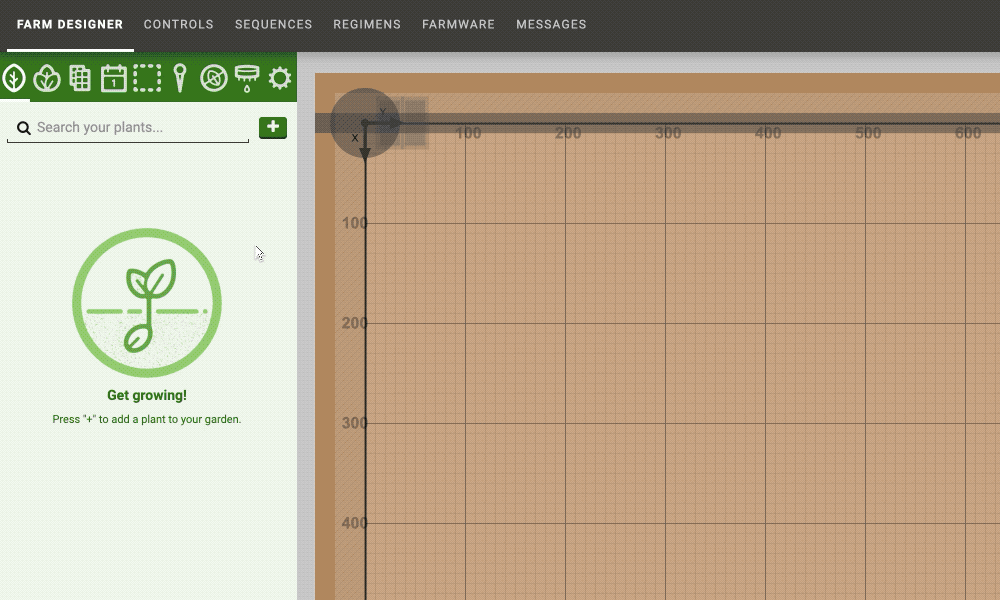 FARM DESIGNER CONTROLS SEQUENCES REGIMENS FARMWARE MESSAGES
1
Search your plants...
Y
X
100 200 300 400 500 600
100
200
300
400
Get growing!
Press "+" to add a plant to your garden.